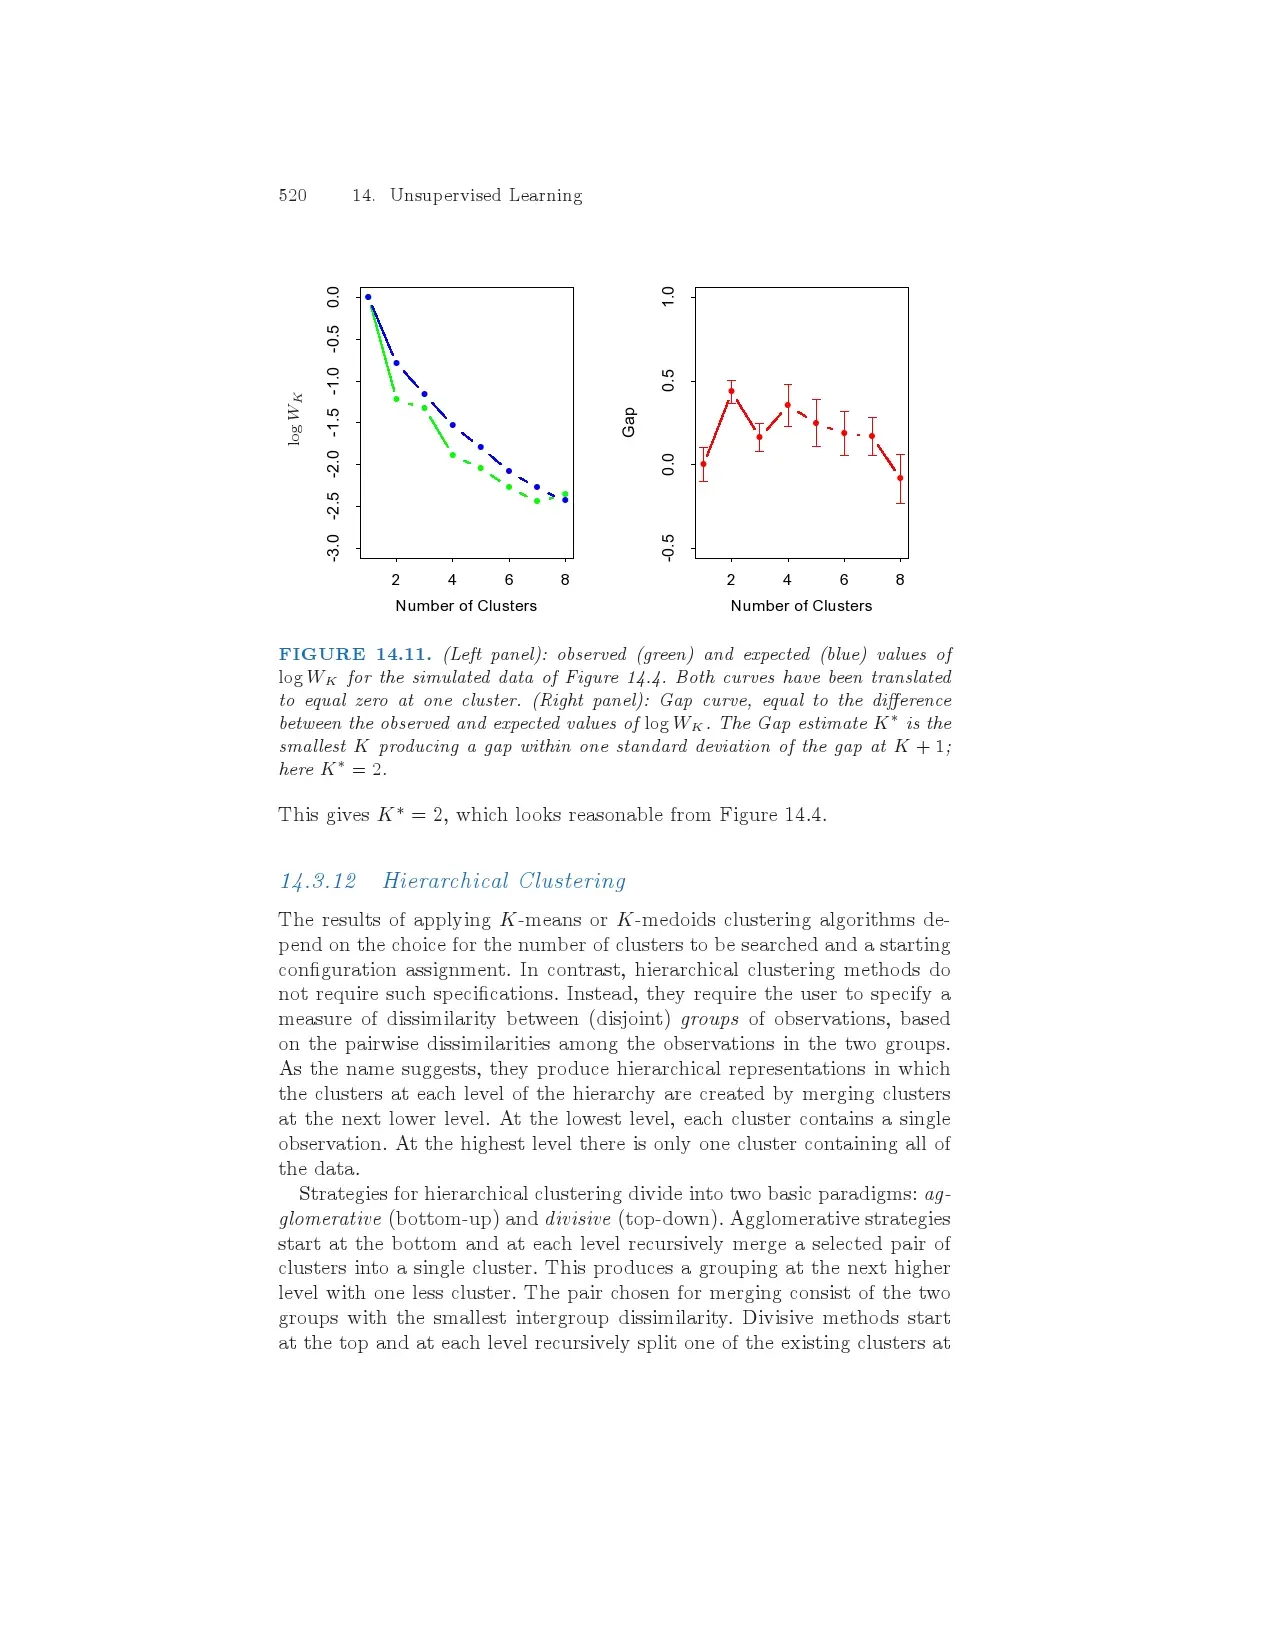 520 14. Unsupervised Learning
0.0
-0.5
-1.0
-1.5
-2.0
-2.5
-3.0
log W_K
2 4 6 8
Number of Clusters
1.0
0.5
0.0
-0.5
Gap
2 4 6 8
Number of Clusters
FIGURE 14.11. (Left panel): observed (green) and expected (blue) values of
log W_K for the simulated data of Figure 14.4. Both curves have been translated
to equal zero at one cluster. (Right panel): Gap curve, equal to the difference
between the observed and expected values of log W_K. The Gap estimate K* is the
smallest K producing a gap within one standard deviation of the gap at K + 1;
here K* = 2.
This gives K* = 2, which looks reasonable from Figure 14.4.
14.3.12 Hierarchical Clustering
The results of applying K-means or K-medoids clustering algorithms de-
pend on the choice for the number of clusters to be searched and a starting
configuration assignment. In contrast, hierarchical clustering methods do
not require such specifications. Instead, they require the user to specify a
measure of dissimilarity between (disjoint) groups of observations, based
on the pairwise dissimilarities among the observations in the two groups.
As the name suggests, they produce hierarchical representations in which
the clusters at each level of the hierarchy are created by merging clusters
at the next lower level. At the lowest level, each cluster contains a single
observation. At the highest level there is only one cluster containing all of
the data.
Strategies for hierarchical clustering divide into two basic paradigms: ag-
glomerative (bottom-up) and divisive (top-down). Agglomerative strategies
start at the bottom and at each level recursively merge a selected pair of
clusters into a single cluster. This produces a grouping at the next higher
level with one less cluster. The pair chosen for merging consist of the two
groups with the smallest intergroup dissimilarity. Divisive methods start
at the top and at each level recursively split one of the existing clusters at